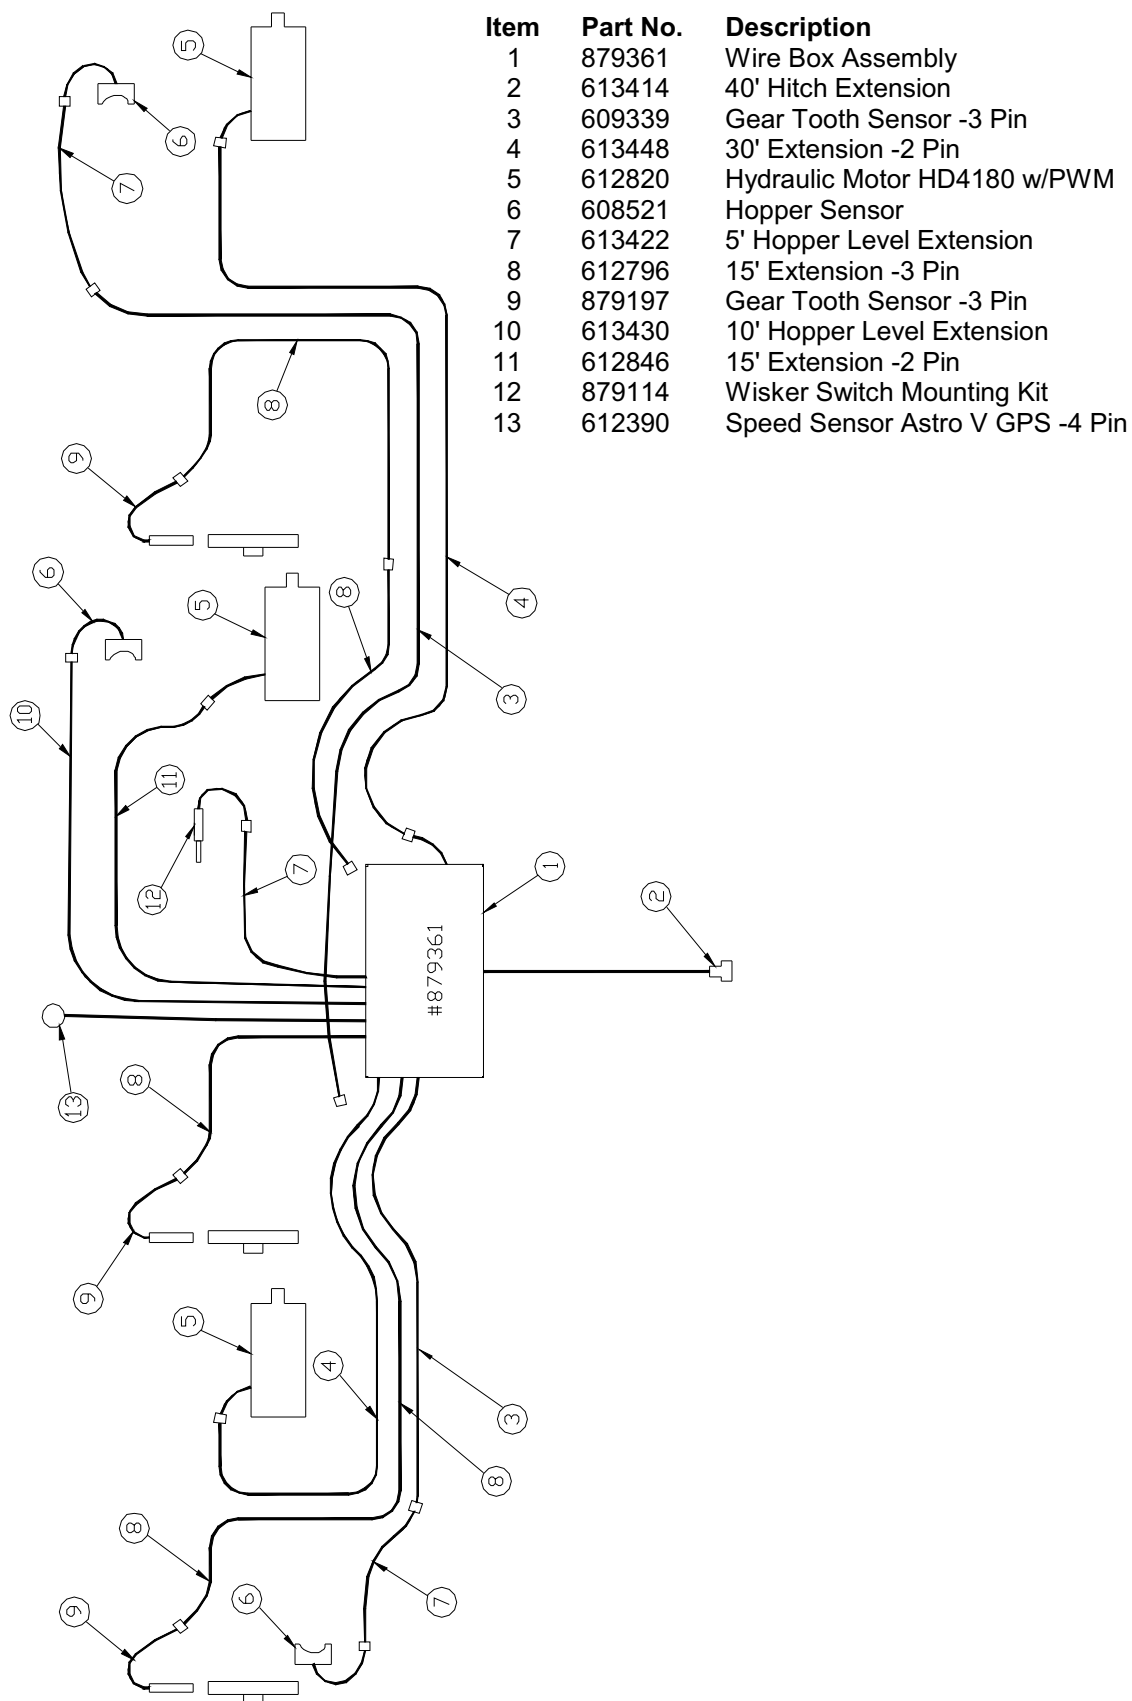 Item Part No. Description
1 879361 Wire Box Assembly
2 613414 40' Hitch Extension
3 609339 Gear Tooth Sensor -3 Pin
4 613448 30' Extension -2 Pin
5 612820 Hydraulic Motor HD4180 w/PWM
6 608521 Hopper Sensor
7 613422 5' Hopper Level Extension
8 612796 15' Extension -3 Pin
9 879197 Gear Tooth Sensor -3 Pin
10 613430 10' Hopper Level Extension
11 612846 15' Extension -2 Pin
12 879114 Wisker Switch Mounting Kit
13 612390 Speed Sensor Astro V GPS -4 Pin
5
6
7
8
9
6
5
8
4
3
10
11
12
7
1
2
#879361
13
8
9
5
4
3
8
8
9
6
7